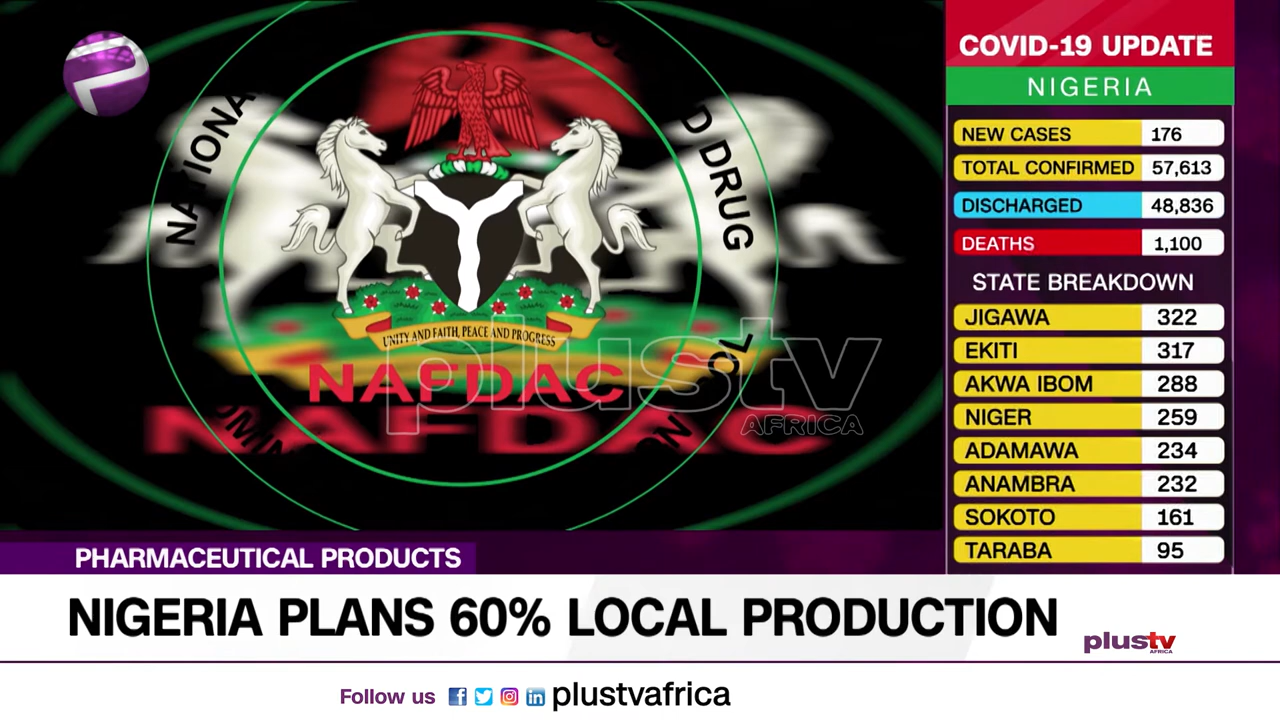 NATIONAL
D DRUG
UNITY AND FAITH, PEACE AND PROGRESS
NAFDAC
NAFDAC
plustv
AFRICA
PHARMACEUTICAL PRODUCTS
NIGERIA PLANS 60% LOCAL PRODUCTION
plustv
AFRICA
Follow us plustvafrica
COVID-19 UPDATE
NIGERIA
NEW CASES 176
TOTAL CONFIRMED 57,613
DISCHARGED 48,836
DEATHS 1,100
STATE BREAKDOWN
JIGAWA 322
EKITI 317
AKWA IBOM 288
NIGER 259
ADAMAWA 234
ANAMBRA 232
SOKOTO 161
TARABA 95